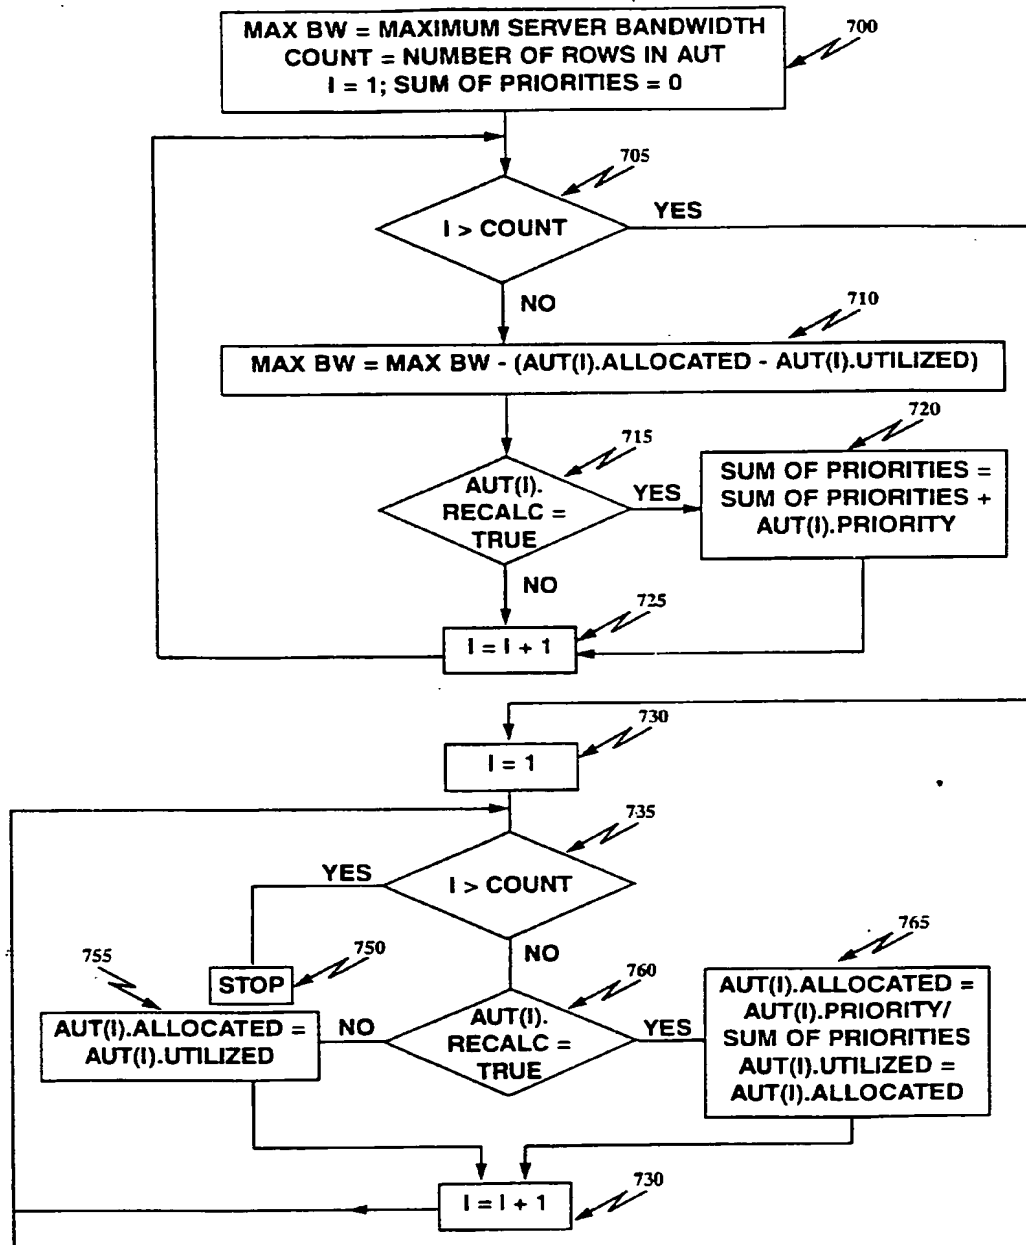 MAX BW = MAXIMUM SERVER BANDWIDTH
COUNT = NUMBER OF ROWS IN AUT
I = 1; SUM OF PRIORITIES = 0
700
705
I > COUNT
YES
NO
710
MAX BW = MAX BW - (AUT(I).ALLOCATED - AUT(I).UTILIZED)
715
AUT(I).
RECALC =
TRUE
YES
720
SUM OF PRIORITIES =
SUM OF PRIORITIES +
AUT(I).PRIORITY
NO
725
I = I + 1
730
I = 1
735
I > COUNT
YES
NO
750
STOP
755
AUT(I).ALLOCATED =
AUT(I).UTILIZED
NO
760
AUT(I).
RECALC =
TRUE
YES
765
AUT(I).ALLOCATED =
AUT(I).PRIORITY/
SUM OF PRIORITIES
AUT(I).UTILIZED =
AUT(I).ALLOCATED
730
I = I + 1